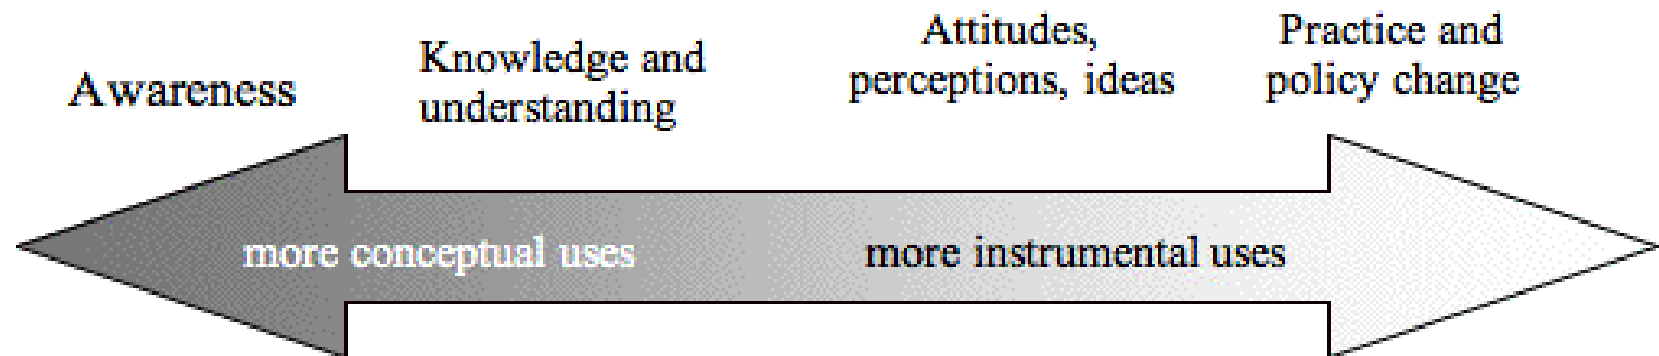 Awareness
Knowledge and
understanding
Attitudes,
perceptions, ideas
Practice and
policy change
more conceptual uses
more instrumental uses